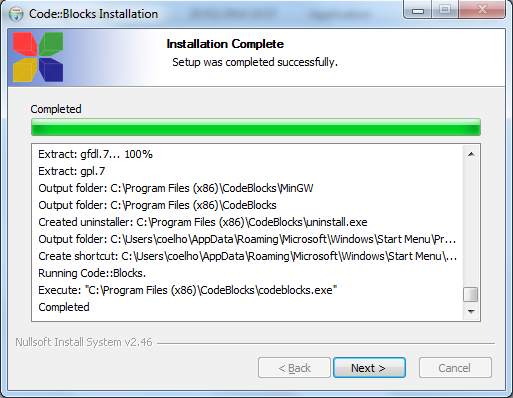 Code::Blocks Installation
Installation Complete
Setup was completed successfully.
Completed
Extract: gfdl.7... 100%
Extract: gpl.7
Output folder: C:\Program Files (x86)\CodeBlocks\MinGW
Output folder: C:\Program Files (x86)\CodeBlocks
Created uninstaller: C:\Program Files (x86)\CodeBlocks\uninstall.exe
Output folder: C:\Users\coelho\AppData\Roaming\Microsoft\Windows\Start Menu\Pr...
Create shortcut: C:\Users\coelho\AppData\Roaming\Microsoft\Windows\Start Menu\...
Running Code::Blocks.
Execute: "C:\Program Files (x86)\CodeBlocks\codeblocks.exe"
Completed
Nullsoft Install System v2.46
< Back Next > Cancel